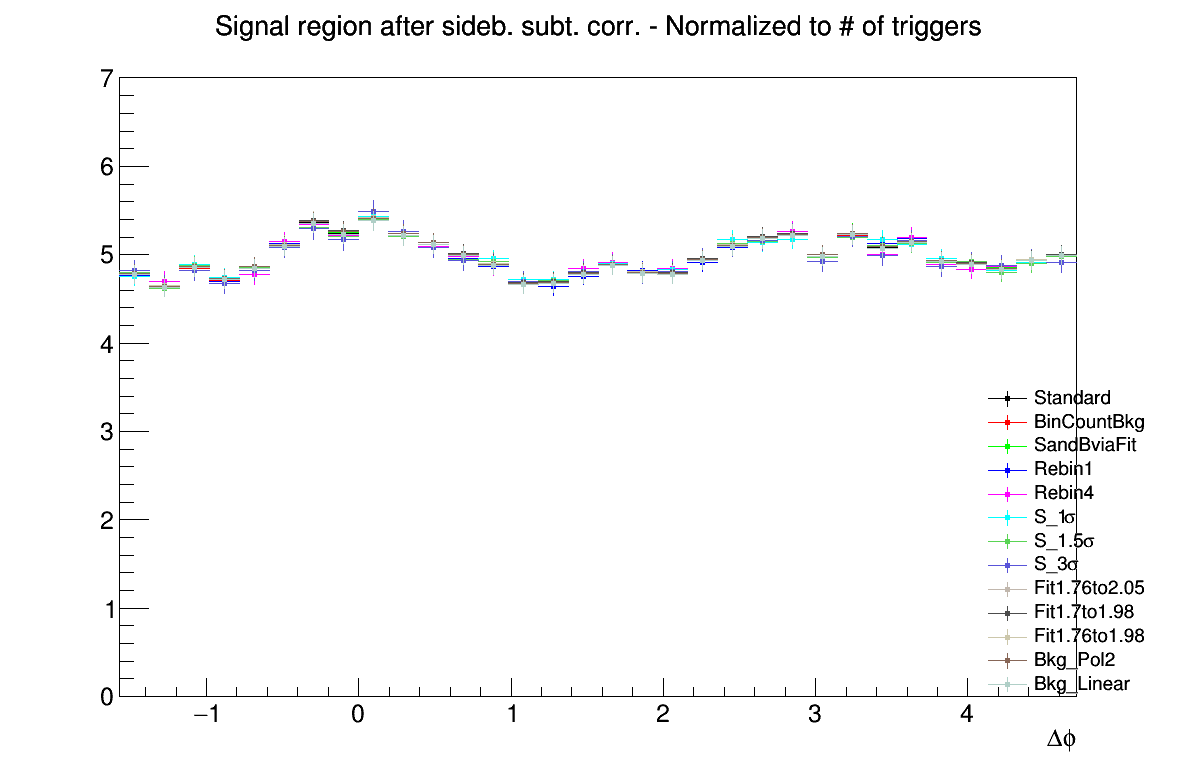 Signal region after sideb. subt. corr. - Normalized to # of triggers
7
6
5
4
3
2
1
0
Standard
BinCountBkg
SandBviaFit
Rebin1
Rebin4
S_1σ
S_1.5σ
S_3σ
Fit1.76to2.05
Fit1.7to1.98
Fit1.76to1.98
Bkg_Pol2
Bkg_Linear
−1 0 1 2 3 4
Δϕ